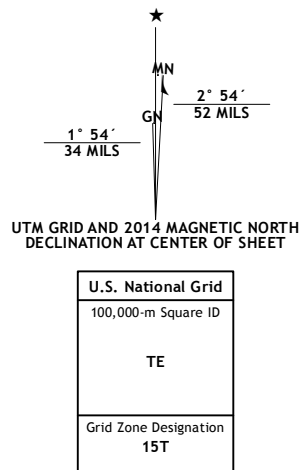 ★
MN
GN
2° 54´
52 MILS
1° 54´
34 MILS
UTM GRID AND 2014 MAGNETIC NORTH
DECLINATION AT CENTER OF SHEET
U.S. National Grid
100,000-m Square ID
TE
Grid Zone Designation
15T